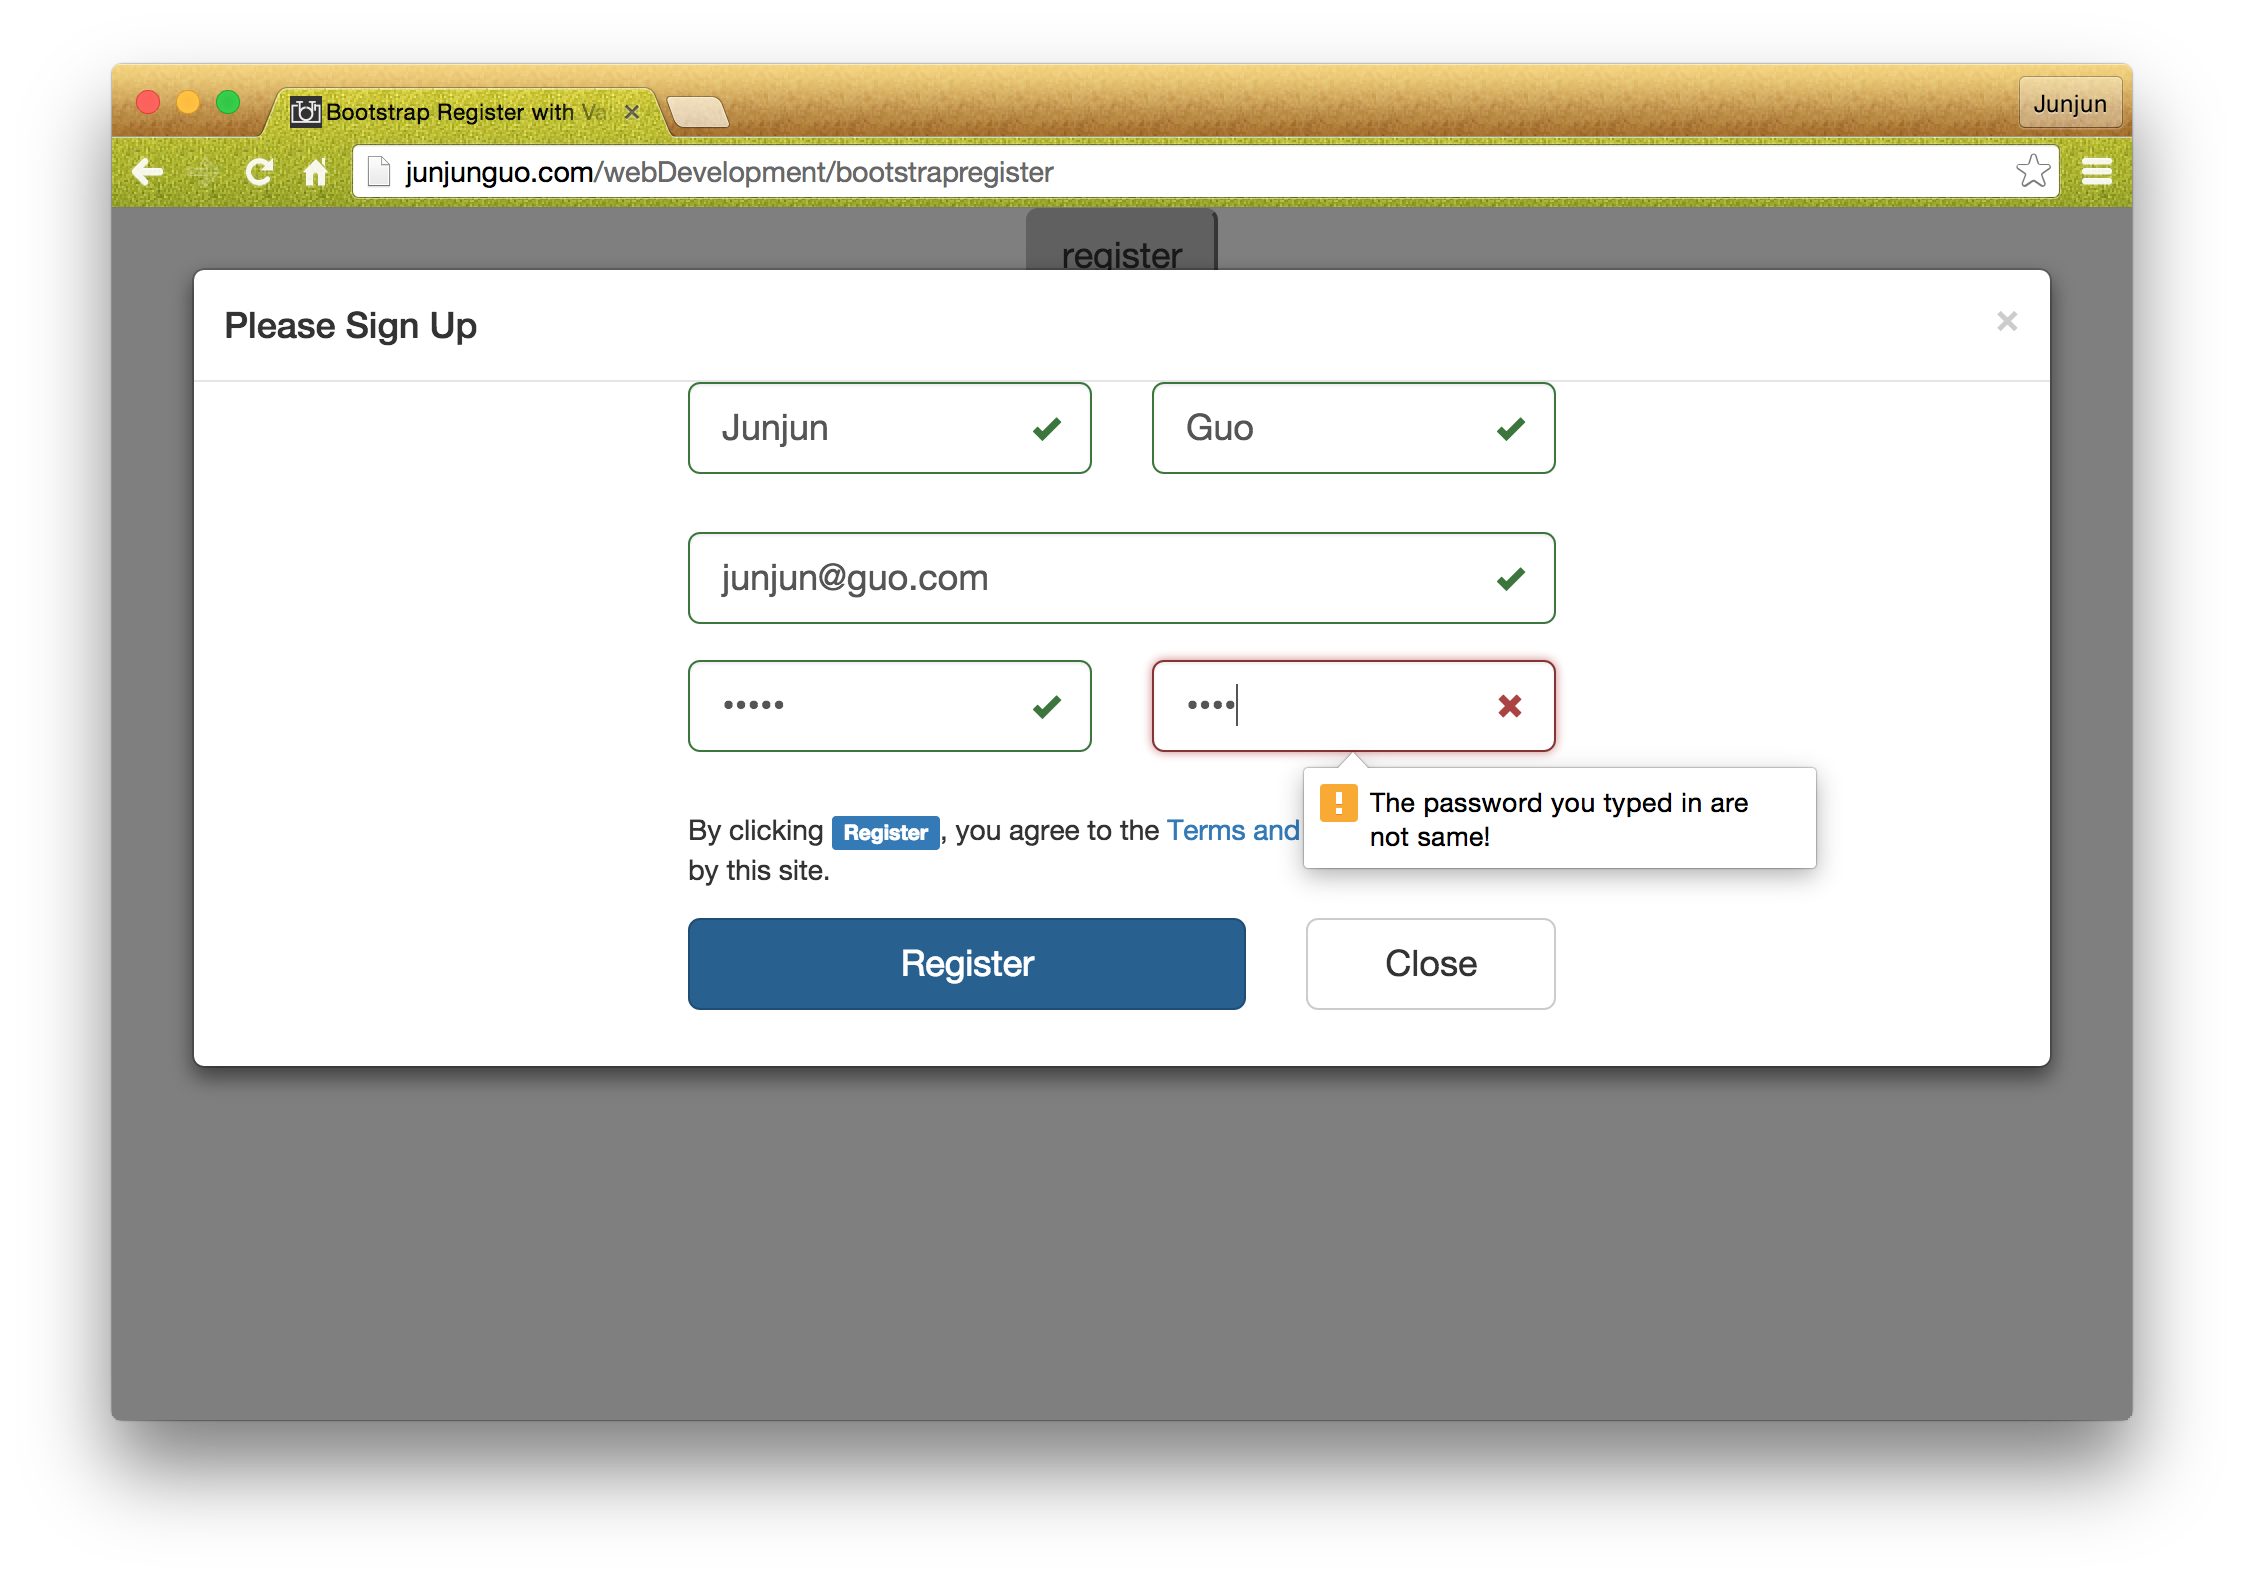 Bootstrap Register with Va
Junjun
junjunguo.com/webDevelopment/bootstrapregister
register
Please Sign Up
×
Junjun
Guo
junjun@guo.com
•••••
••••
The password you typed in are
not same!
By clicking Register, you agree to the Terms and
by this site.
Register
Close